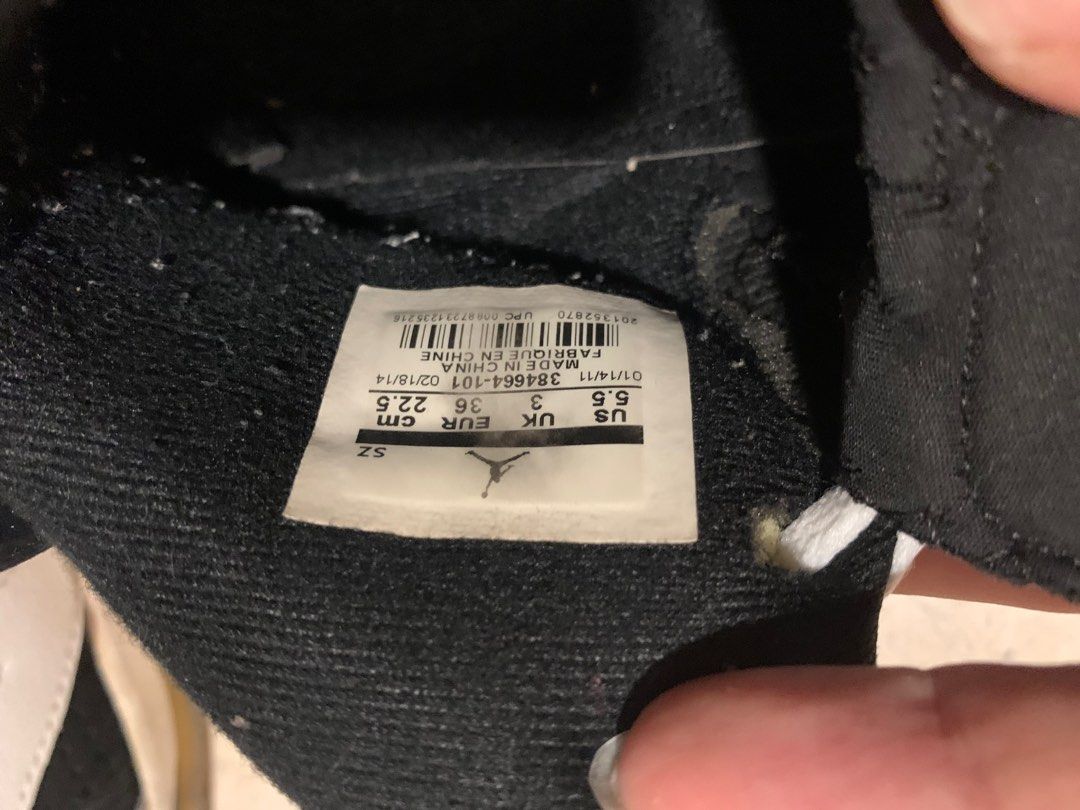 SZ
US UK EUR cm
5.5 3 36 22.5
01/14/11 384664-101 02/18/14
MADE IN CHINA
FABRIQUE EN CHINE
201352870 UPC 00887231235216